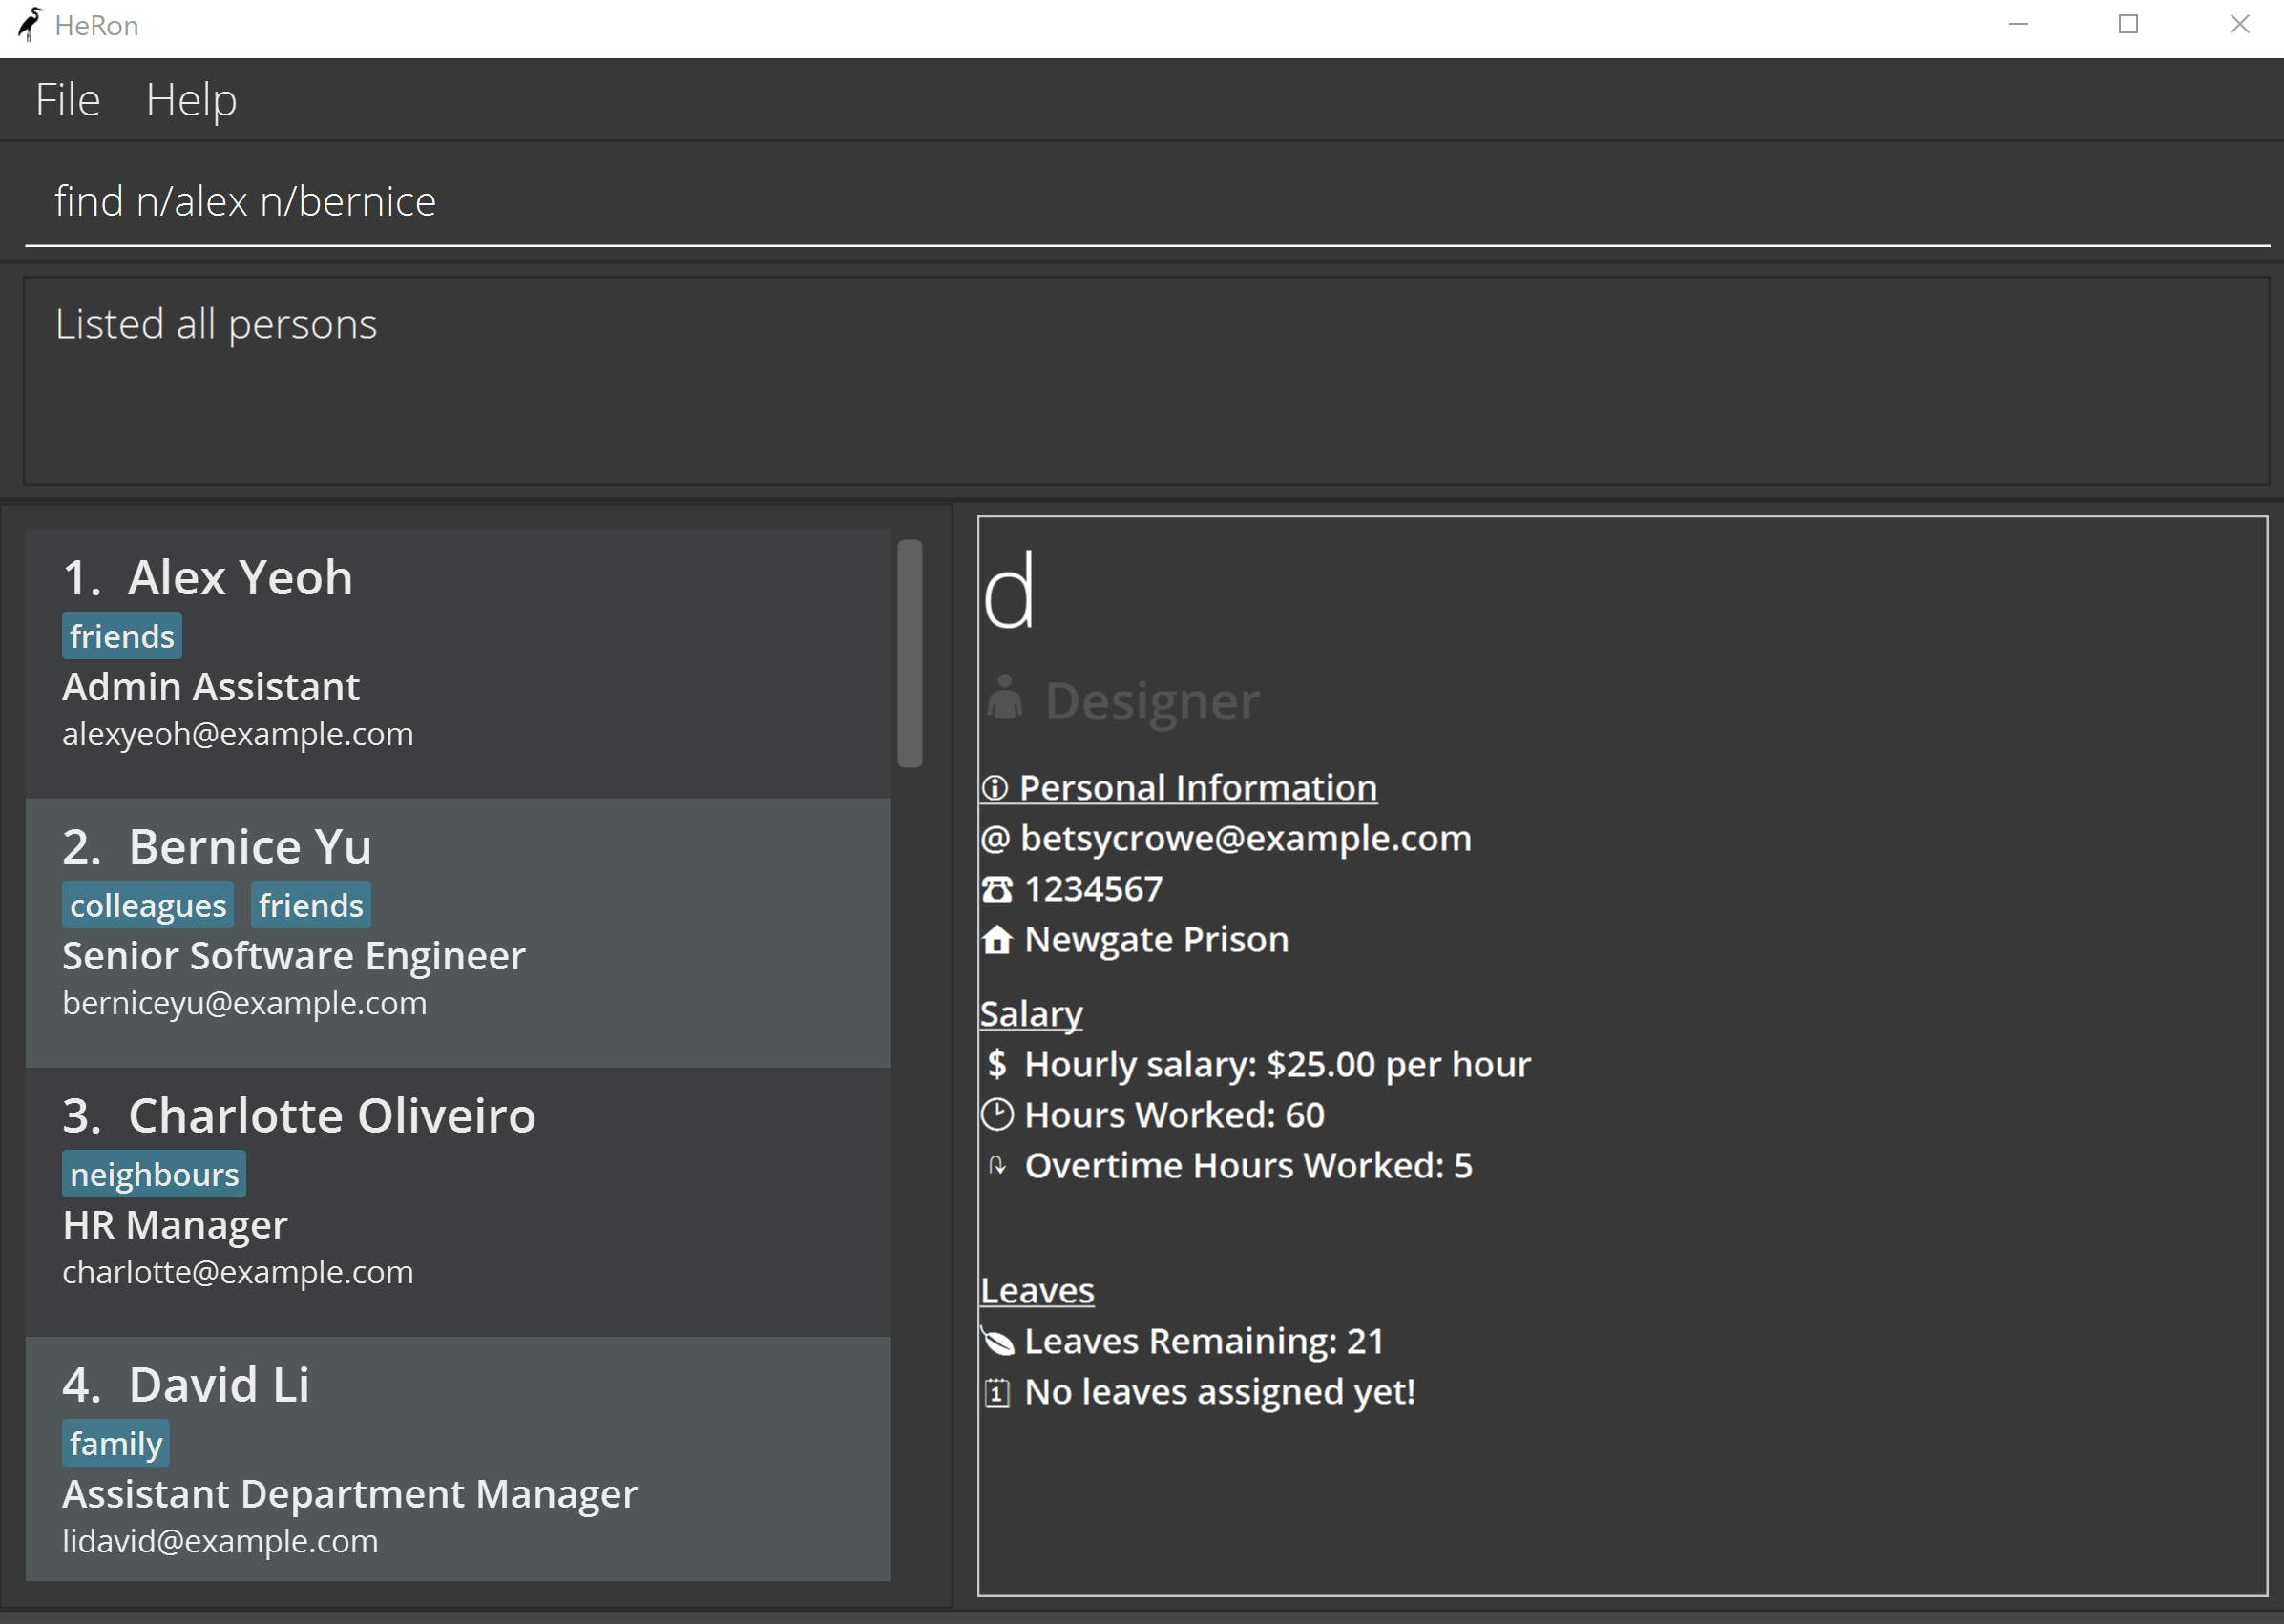 HeRon
File Help
find n/alex n/bernice
Listed all persons
1. Alex Yeoh
friends
Admin Assistant
alexyeoh@example.com
2. Bernice Yu
colleagues friends
Senior Software Engineer
berniceyu@example.com
3. Charlotte Oliveiro
neighbours
HR Manager
charlotte@example.com
4. David Li
family
Assistant Department Manager
lidavid@example.com
d
Designer
Personal Information
@ betsycrowe@example.com
1234567
Newgate Prison
Salary
$ Hourly salary: $25.00 per hour
Hours Worked: 60
Overtime Hours Worked: 5
Leaves
Leaves Remaining: 21
No leaves assigned yet!